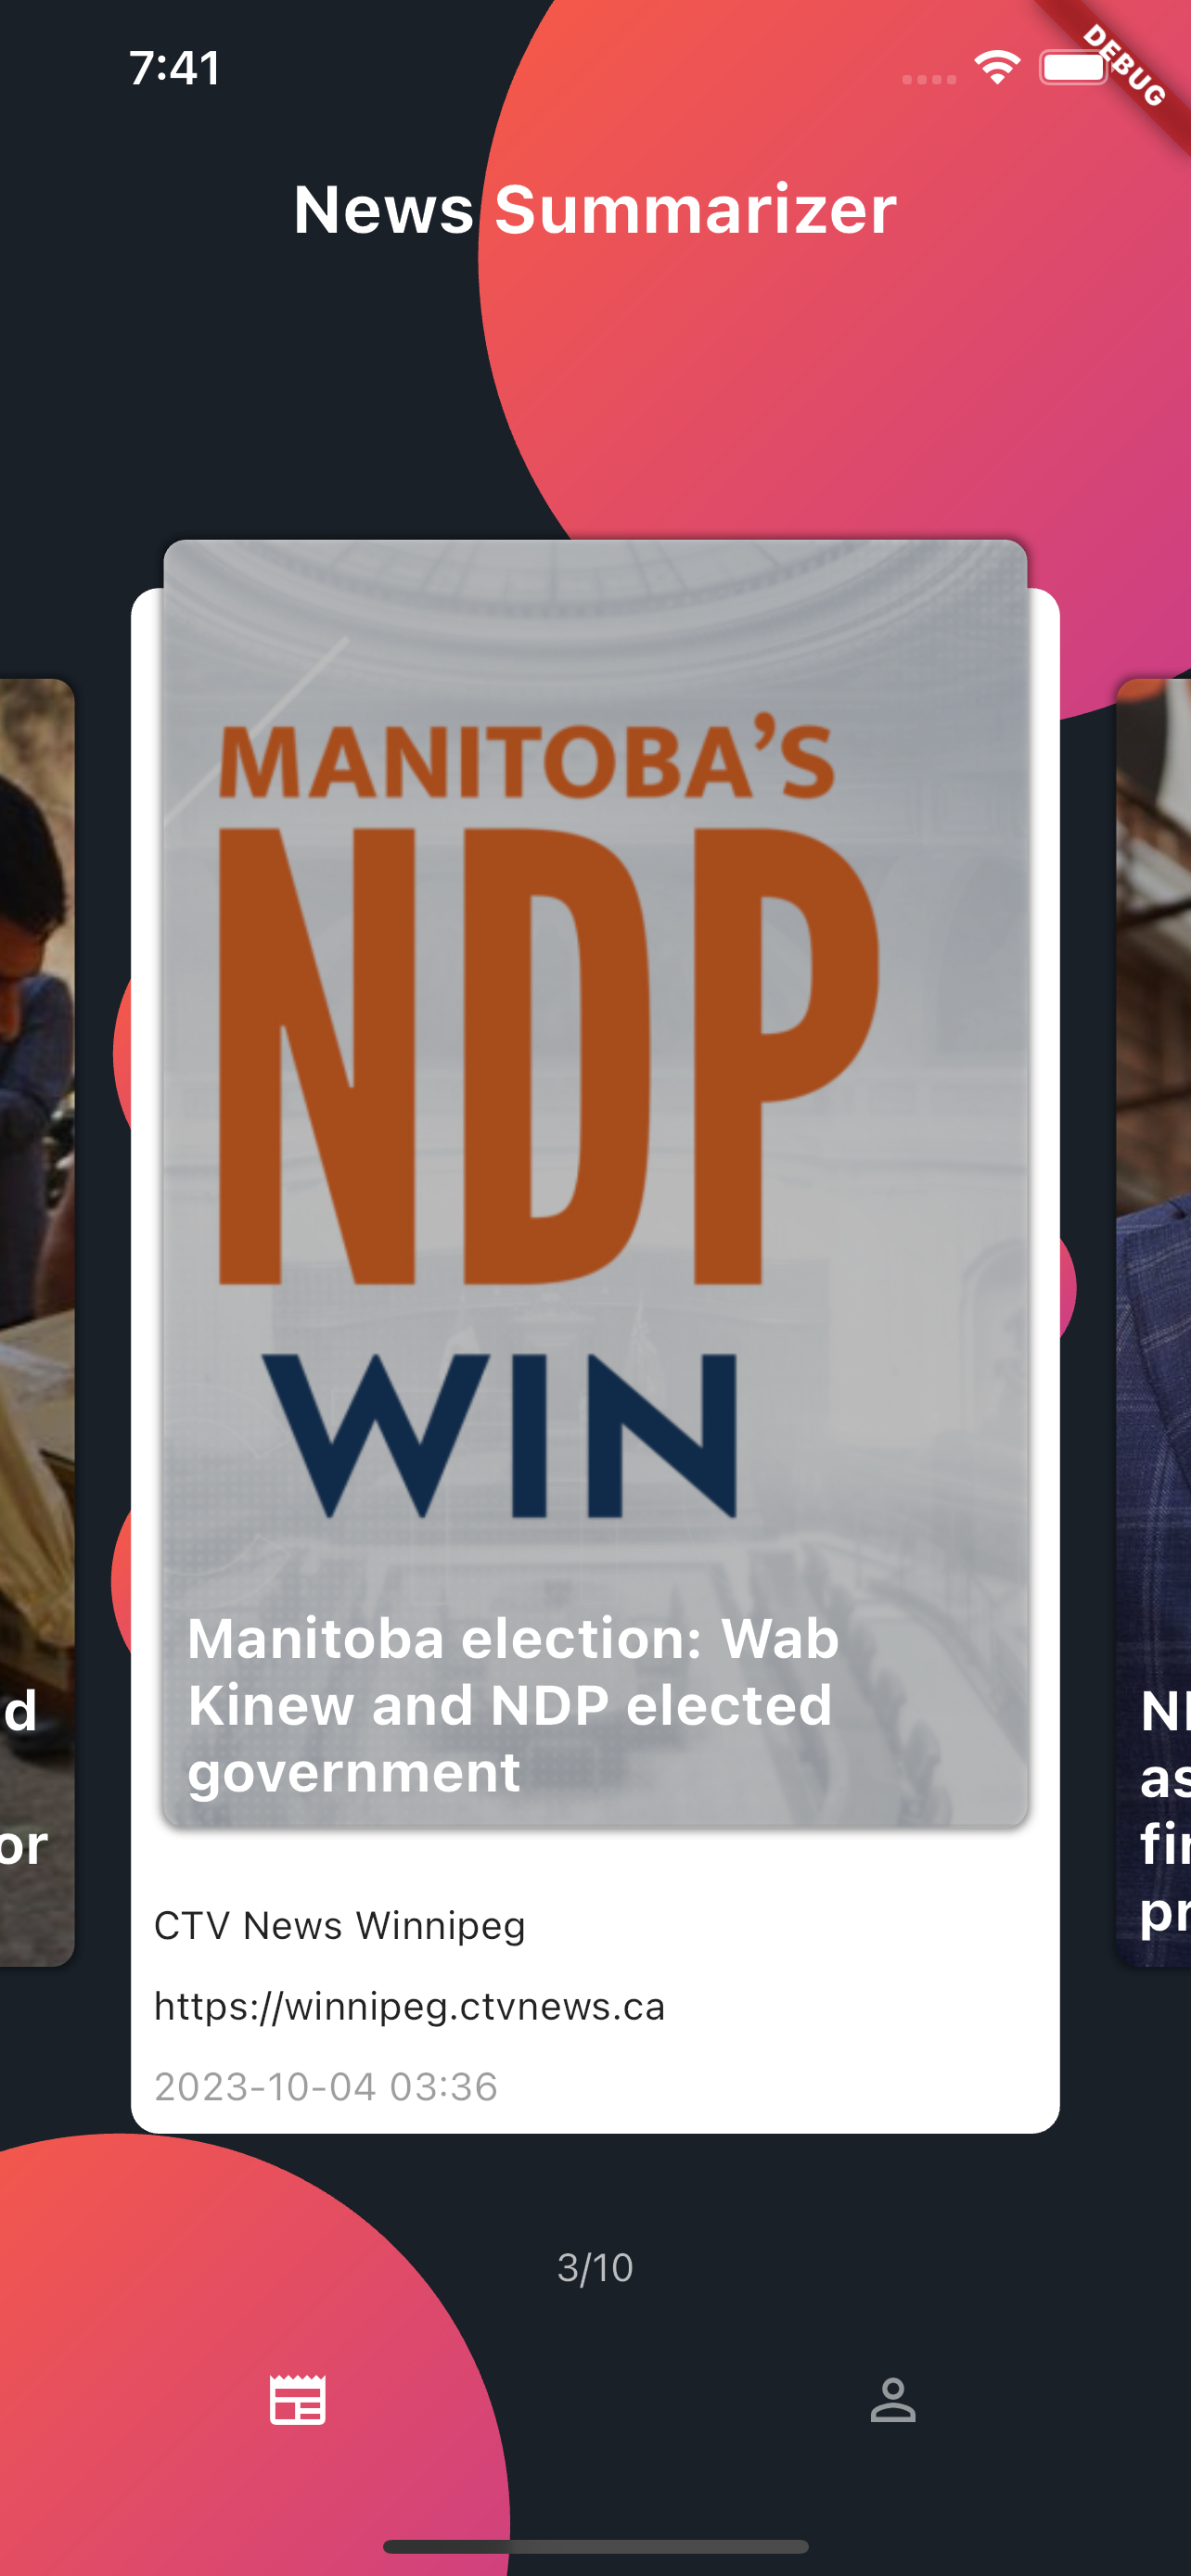 7:41
DEBUG
News Summarizer
MANITOBA'S
NDP
WIN
Manitoba election: Wab
Kinew and NDP elected
government
d
or
as
fir
pr
CTV News Winnipeg
https://winnipeg.ctvnews.ca
2023-10-04 03:36
3/10